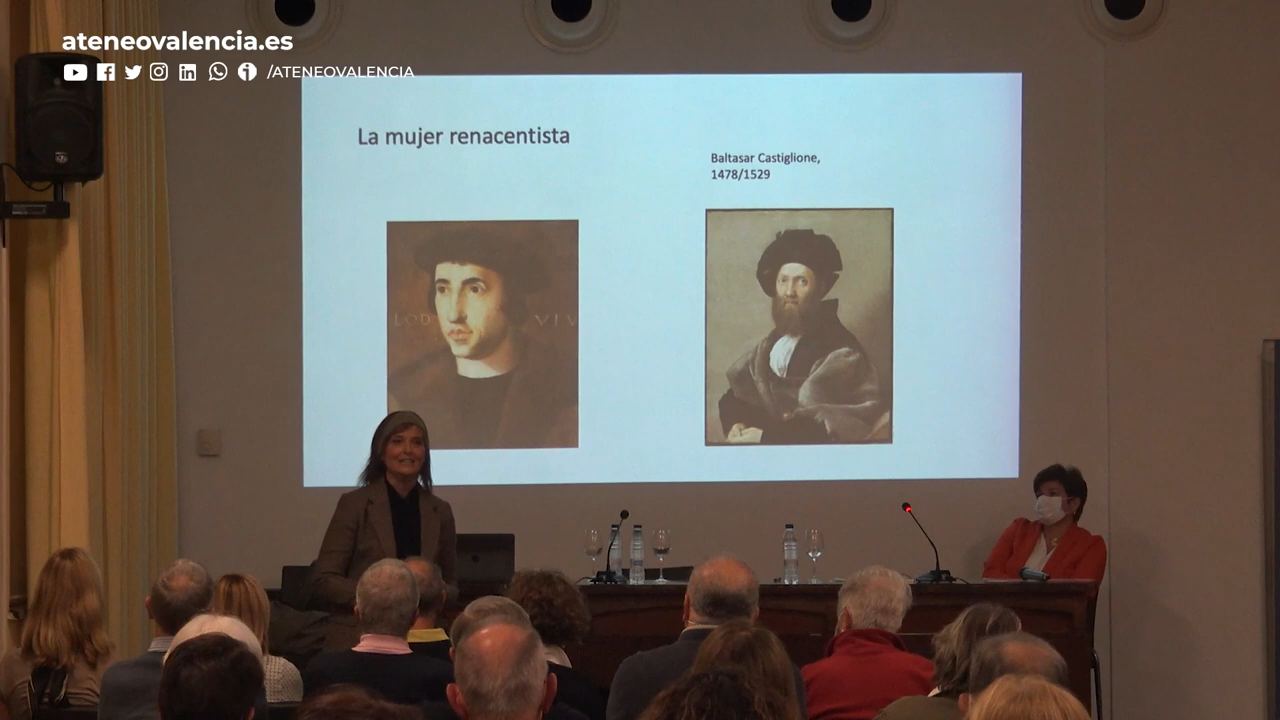 ateneovalencia.es
/ATENEOVALENCIA
La mujer renacentista
Baltasar Castiglione,
1478/1529
LOD VIV